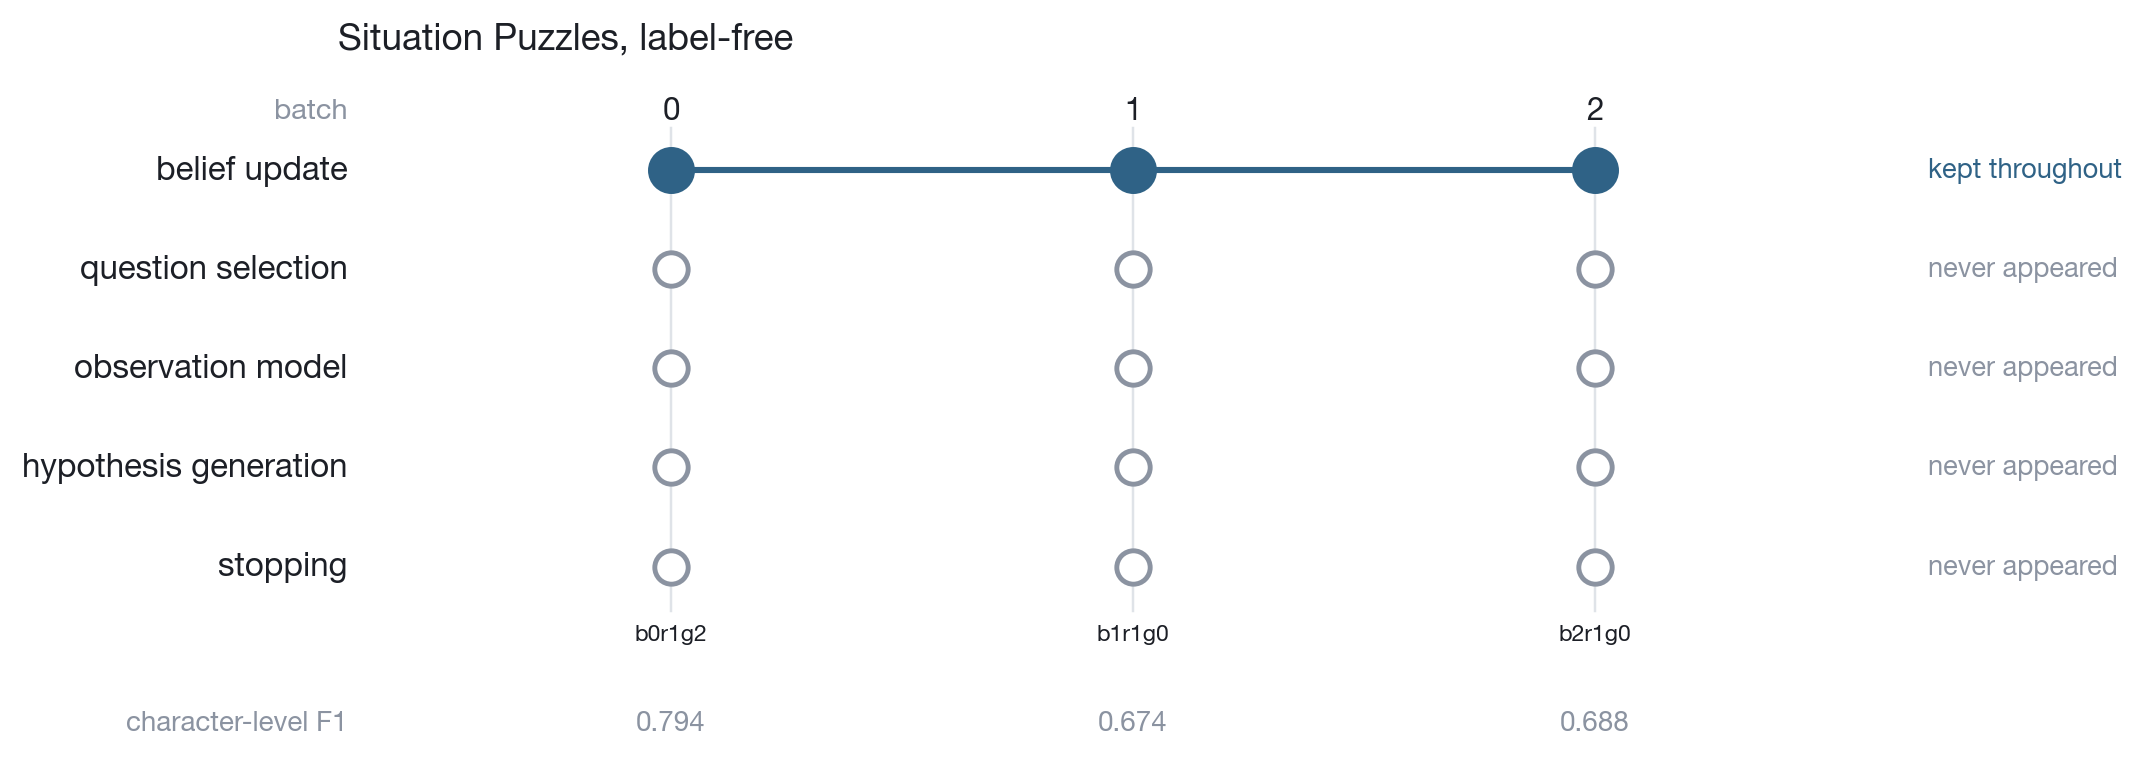 Situation Puzzles, label-free
batch 0 1 2
belief update kept throughout
question selection never appeared
observation model never appeared
hypothesis generation never appeared
stopping never appeared
b0r1g2 b1r1g0 b2r1g0
character-level F1 0.794 0.674 0.688